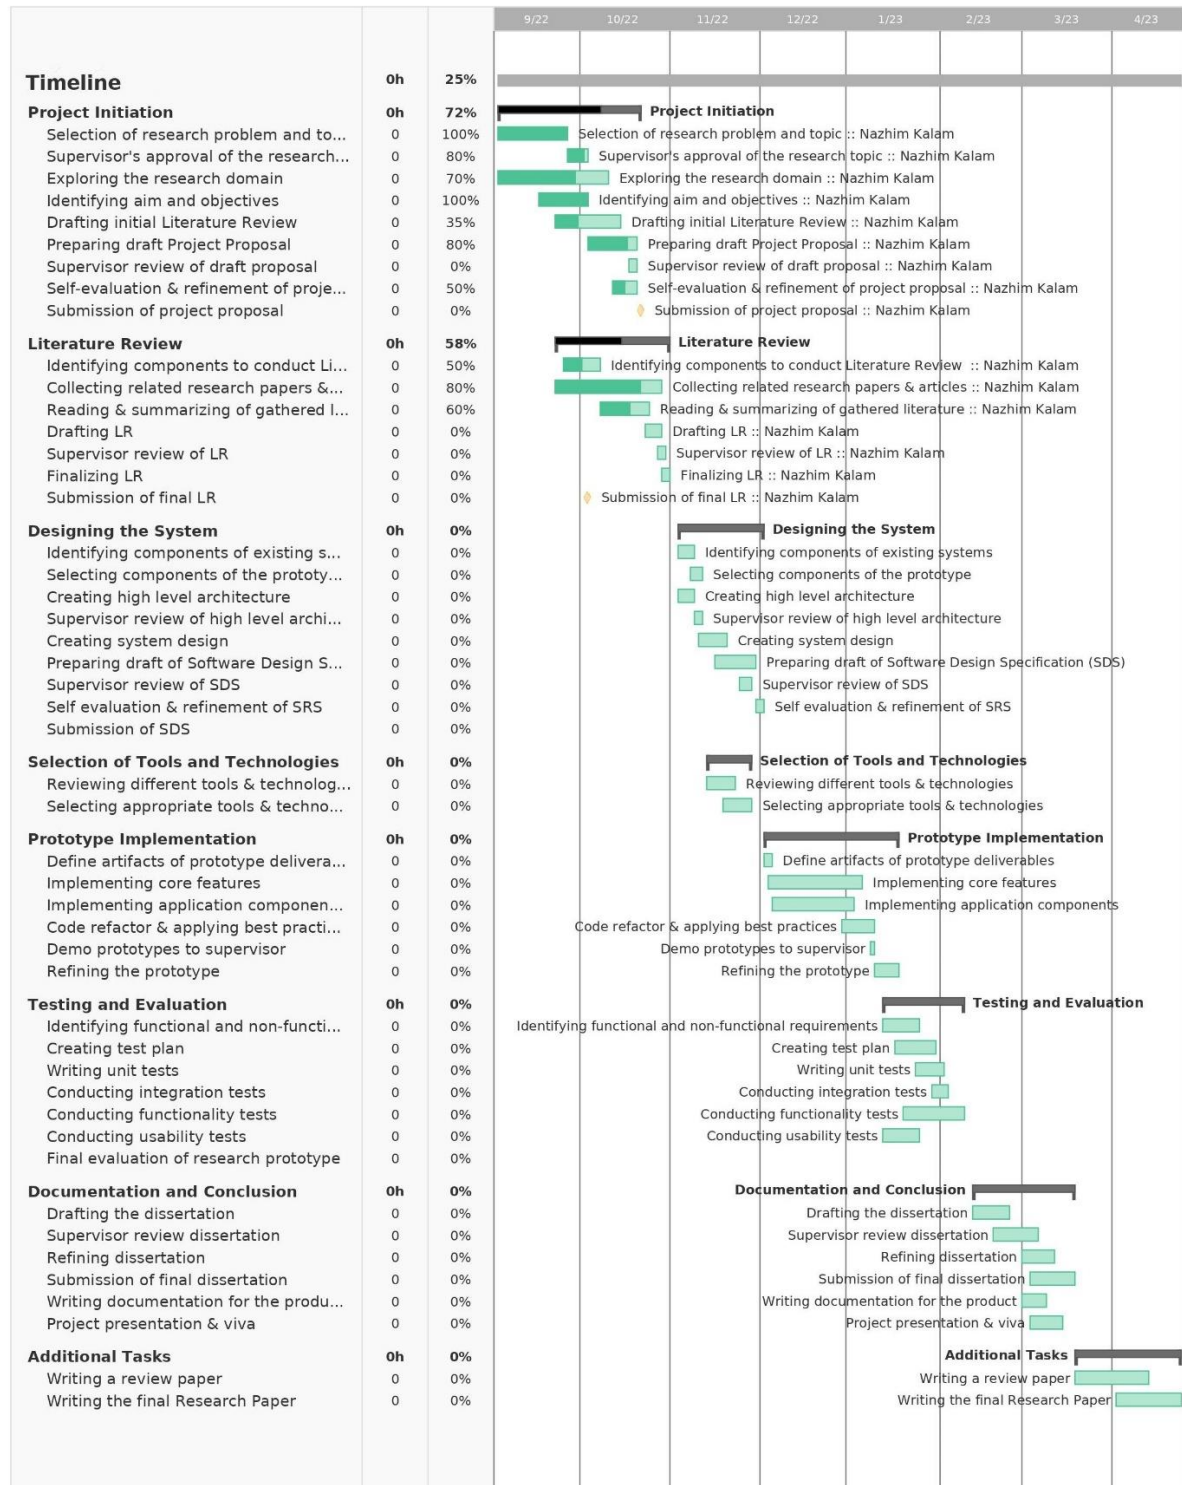 9/22 10/22 11/22 12/22 1/23 2/23 3/23 4/23
Timeline 0h 25%
Project Initiation 0h 72% Project Initiation
Selection of research problem and to... 0 100% Selection of research problem and topic :: Nazhim Kalam
Supervisor's approval of the research... 0 80% Supervisor's approval of the research topic :: Nazhim Kalam
Exploring the research domain 0 70% Exploring the research domain :: Nazhim Kalam
Identifying aim and objectives 0 100% Identifying aim and objectives :: Nazhim Kalam
Drafting initial Literature Review 0 35% Drafting initial Literature Review :: Nazhim Kalam
Preparing draft Project Proposal 0 80% Preparing draft Project Proposal :: Nazhim Kalam
Supervisor review of draft proposal 0 0% Supervisor review of draft proposal :: Nazhim Kalam
Self-evaluation & refinement of proje... 0 50% Self-evaluation & refinement of project proposal :: Nazhim Kalam
Submission of project proposal 0 0% Submission of project proposal :: Nazhim Kalam
Literature Review 0h 58% Literature Review
Identifying components to conduct Li... 0 50% Identifying components to conduct Literature Review :: Nazhim Kalam
Collecting related research papers &... 0 80% Collecting related research papers & articles :: Nazhim Kalam
Reading & summarizing of gathered l... 0 60% Reading & summarizing of gathered literature :: Nazhim Kalam
Drafting LR 0 0% Drafting LR :: Nazhim Kalam
Supervisor review of LR 0 0% Supervisor review of LR :: Nazhim Kalam
Finalizing LR 0 0% Finalizing LR :: Nazhim Kalam
Submission of final LR 0 0% Submission of final LR :: Nazhim Kalam
Designing the System 0h 0% Designing the System
Identifying components of existing s... 0 0% Identifying components of existing systems
Selecting components of the prototy... 0 0% Selecting components of the prototype
Creating high level architecture 0 0% Creating high level architecture
Supervisor review of high level archi... 0 0% Supervisor review of high level architecture
Creating system design 0 0% Creating system design
Preparing draft of Software Design S... 0 0% Preparing draft of Software Design Specification (SDS)
Supervisor review of SDS 0 0% Supervisor review of SDS
Self evaluation & refinement of SRS 0 0% Self evaluation & refinement of SRS
Submission of SDS 0 0%
Selection of Tools and Technologies 0h 0% Selection of Tools and Technologies
Reviewing different tools & technolog... 0 0% Reviewing different tools & technologies
Selecting appropriate tools & techno... 0 0% Selecting appropriate tools & technologies
Prototype Implementation 0h 0% Prototype Implementation
Define artifacts of prototype delivera... 0 0% Define artifacts of prototype deliverables
Implementing core features 0 0% Implementing core features
Implementing application componen... 0 0% Implementing application components
Code refactor & applying best practi... 0 0% Code refactor & applying best practices
Demo prototypes to supervisor 0 0% Demo prototypes to supervisor
Refining the prototype 0 0% Refining the prototype
Testing and Evaluation 0h 0% Testing and Evaluation
Identifying functional and non-functi... 0 0% Identifying functional and non-functional requirements
Creating test plan 0 0% Creating test plan
Writing unit tests 0 0% Writing unit tests
Conducting integration tests 0 0% Conducting integration tests
Conducting functionality tests 0 0% Conducting functionality tests
Conducting usability tests 0 0% Conducting usability tests
Final evaluation of research prototype 0 0%
Documentation and Conclusion 0h 0% Documentation and Conclusion
Drafting the dissertation 0 0% Drafting the dissertation
Supervisor review dissertation 0 0% Supervisor review dissertation
Refining dissertation 0 0% Refining dissertation
Submission of final dissertation 0 0% Submission of final dissertation
Writing documentation for the produ... 0 0% Writing documentation for the product
Project presentation & viva 0 0% Project presentation & viva
Additional Tasks 0h 0% Additional Tasks
Writing a review paper 0 0% Writing a review paper
Writing the final Research Paper 0 0% Writing the final Research Paper